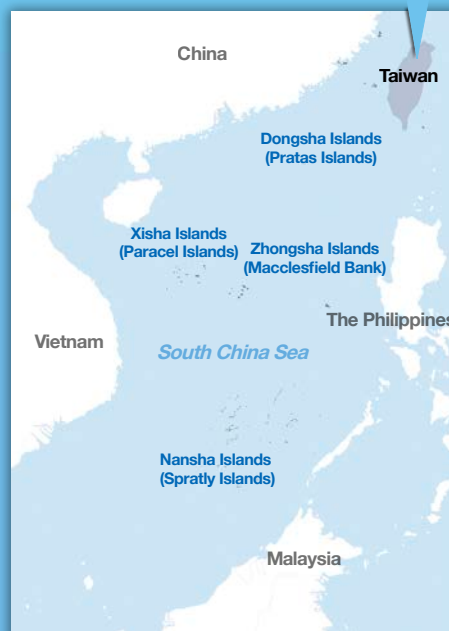 China
Taiwan
Dongsha Islands
(Pratas Islands)
Xisha Islands
(Paracel Islands)
Zhongsha Islands
(Macclesfield Bank)
The Philippines
Vietnam
South China Sea
Nansha Islands
(Spratly Islands)
Malaysia